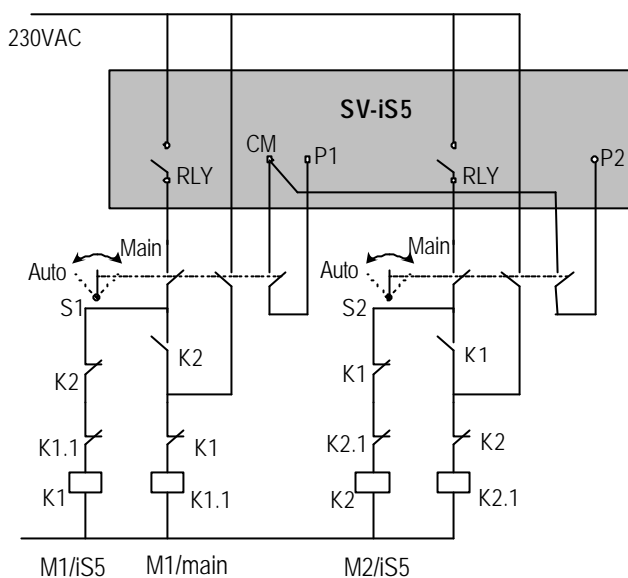 230VAC
SV-iS5
CM
P1
P2
RLY
RLY
Main
Auto
S1
Main
Auto
S2
K2
K2
K1
K1
K1.1
K1
K2.1
K2
K1
K1.1
K2
K2.1
M1/iS5
M1/main
M2/iS5